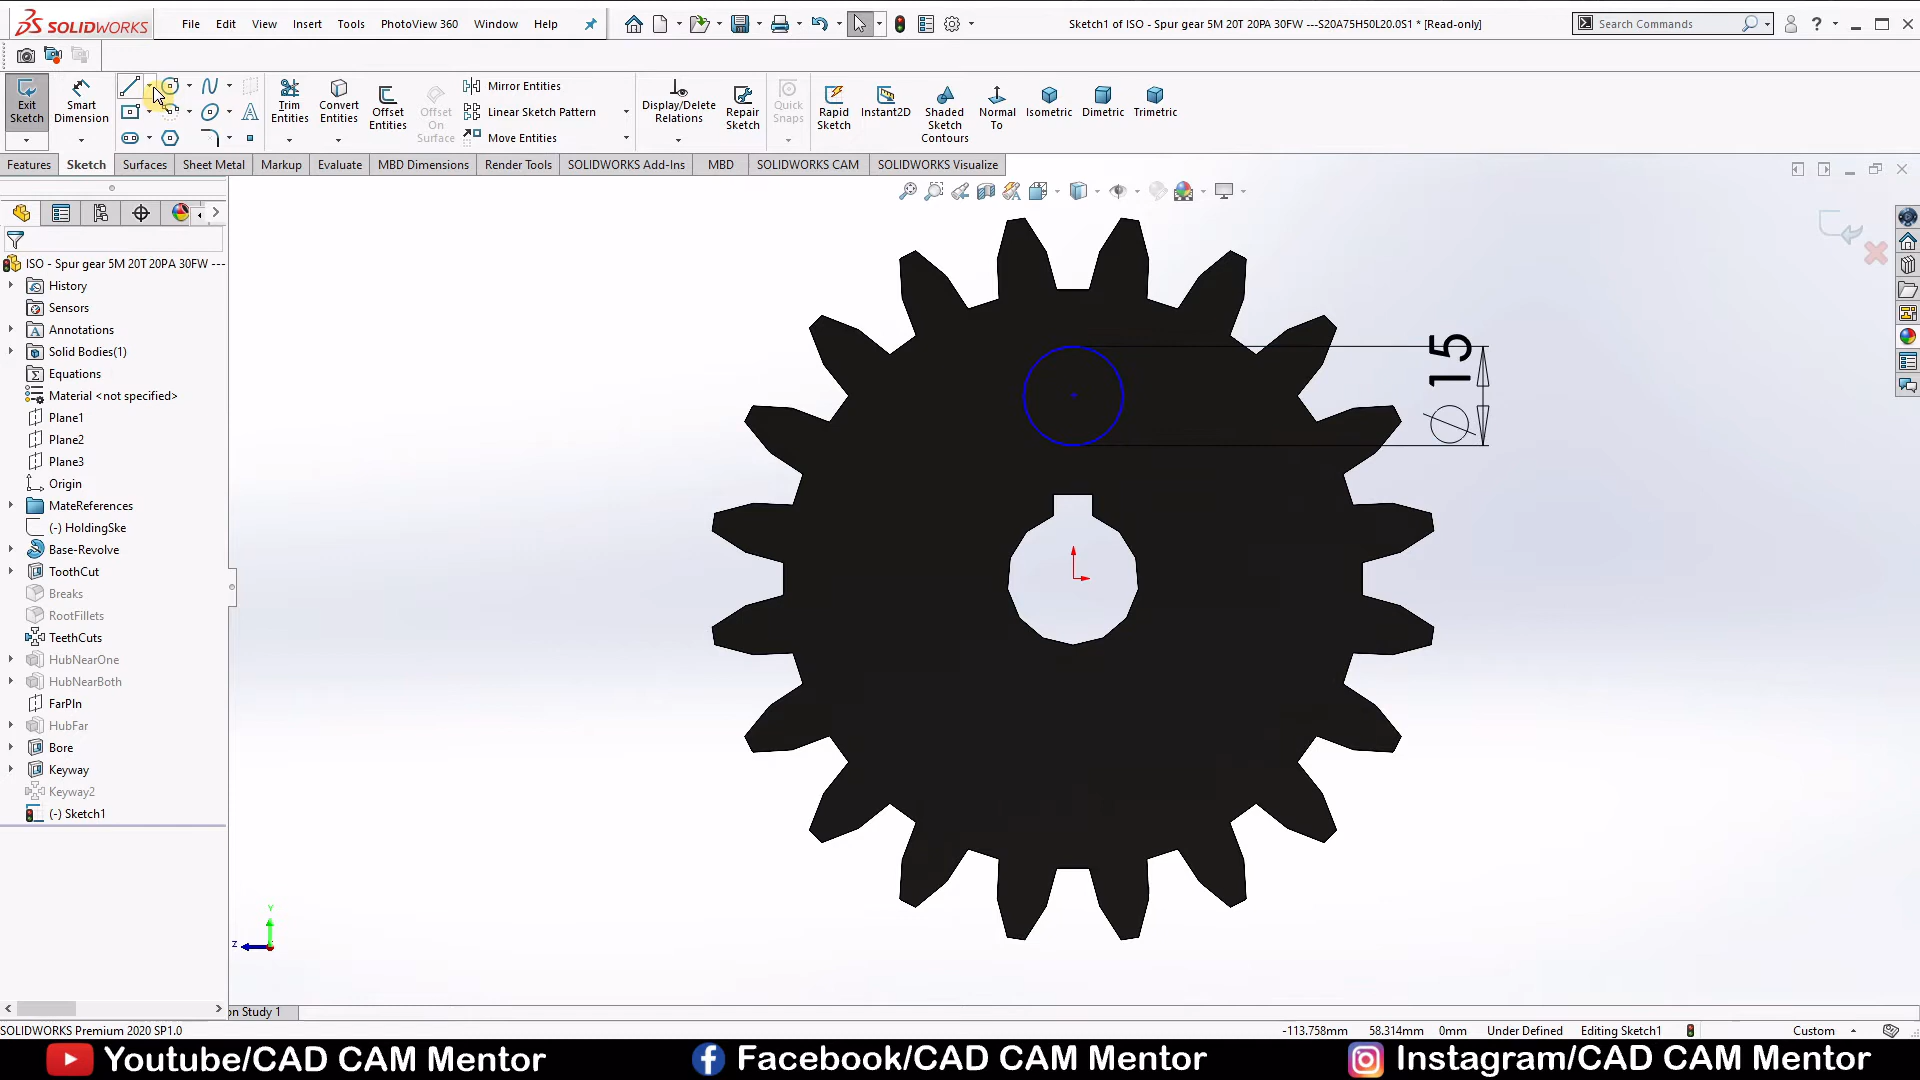 SOLIDWORKS File Edit View Insert Tools PhotoView 360 Window Help Sketch1 of ISO - Spur gear 5M 20T 20PA 30FW ---S20A75H50L20.0S1 * [Read-only] Search Commands ?
Exit Sketch
Smart Dimension
Trim Entities
Convert Entities
Offset Entities
Offset On Surface
Mirror Entities
Linear Sketch Pattern
Move Entities
Display/Delete Relations
Repair Sketch
Quick Snaps
Rapid Sketch
Instant2D
Shaded Sketch Contours
Normal To
Isometric
Dimetric
Trimetric
Features Sketch Surfaces Sheet Metal Markup Evaluate MBD Dimensions Render Tools SOLIDWORKS Add-Ins MBD SOLIDWORKS CAM SOLIDWORKS Visualize
ISO - Spur gear 5M 20T 20PA 30FW ---
History
Sensors
Annotations
Solid Bodies(1)
Equations
Material <not specified>
Plane1
Plane2
Plane3
Origin
MateReferences
(-) HoldingSke
Base-Revolve
ToothCut
Breaks
RootFillets
TeethCuts
HubNearOne
HubNearBoth
FarPln
HubFar
Bore
Keyway
Keyway2
(-) Sketch1
∅15
Y
Z
on Study 1
SOLIDWORKS Premium 2020 SP1.0 -113.758mm 58.314mm 0mm Under Defined Editing Sketch1 Custom
Youtube/CAD CAM Mentor Facebook/CAD CAM Mentor Instagram/CAD CAM Mentor